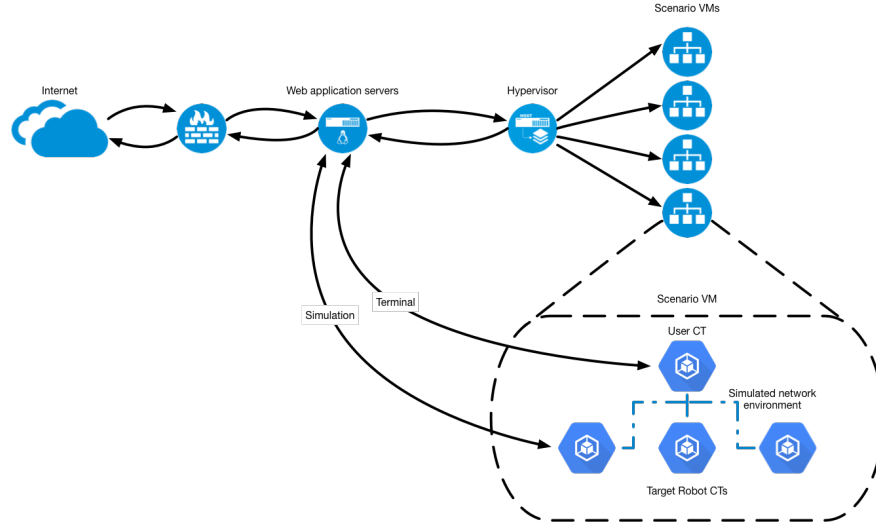 Scenario VMs
Internet
Web application servers
Hypervisor
HOST
Terminal
Simulation
Scenario VM
User CT
Simulated network
environment
Target Robot CTs